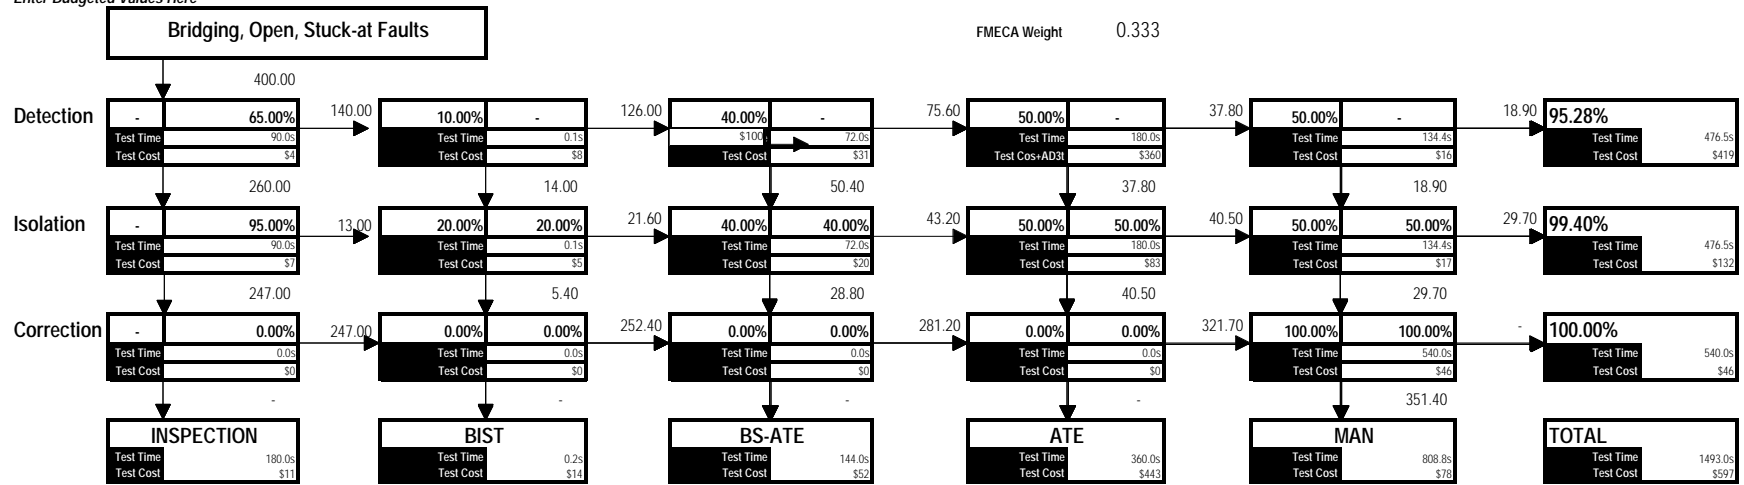 Enter Budgeted Values Here
Bridging, Open, Stuck-at Faults
FMECA Weight 0.333
400.00
Detection - 65.00% 140.00 10.00% - 126.00 40.00% - 75.60 50.00% - 37.80 50.00% - 18.90 95.28%
Test Time 90.0s Test Time 0.1s $100 72.0s Test Time 180.0s Test Time 134.4s Test Time 476.5s
Test Cost $4 Test Cost $8 Test Cost $31 Test Cos+AD3t $360 Test Cost $16 Test Cost $419
260.00 14.00 50.40 37.80 18.90
Isolation - 95.00% 13.00 20.00% 20.00% 21.60 40.00% 40.00% 43.20 50.00% 50.00% 40.50 50.00% 50.00% 29.70 99.40%
Test Time 90.0s Test Time 0.1s Test Time 72.0s Test Time 180.0s Test Time 134.4s Test Time 476.5s
Test Cost $7 Test Cost $5 Test Cost $20 Test Cost $83 Test Cost $17 Test Cost $132
247.00 5.40 28.80 40.50 29.70
Correction - 0.00% 247.00 0.00% 0.00% 252.40 0.00% 0.00% 281.20 0.00% 0.00% 321.70 100.00% 100.00% - 100.00%
Test Time 0.0s Test Time 0.0s Test Time 0.0s Test Time 0.0s Test Time 540.0s Test Time 540.0s
Test Cost $0 Test Cost $0 Test Cost $0 Test Cost $0 Test Cost $46 Test Cost $46
- - - - 351.40
INSPECTION BIST BS-ATE ATE MAN TOTAL
Test Time 180.0s Test Time 0.2s Test Time 144.0s Test Time 360.0s Test Time 808.8s Test Time 1493.0s
Test Cost $11 Test Cost $14 Test Cost $52 Test Cost $443 Test Cost $78 Test Cost $597